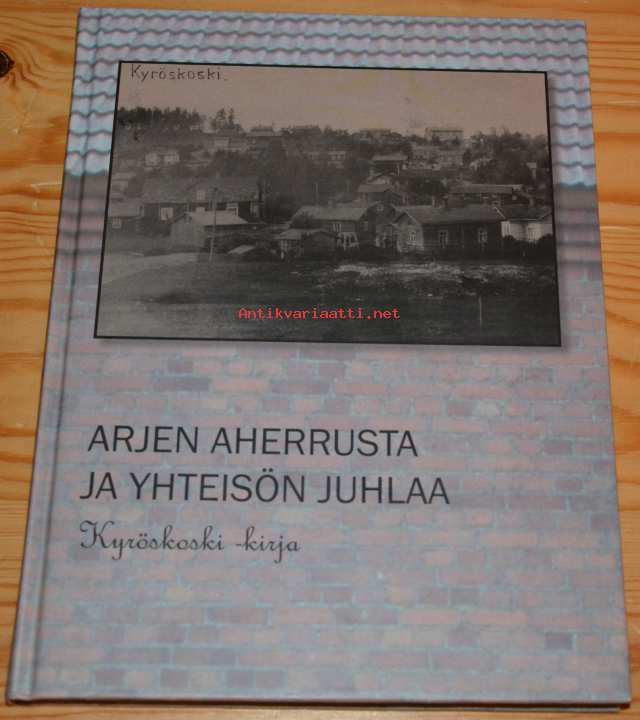 Kyröskoski.
Antikvariaatti.net
ARJEN AHERRUSTA
JA YHTEISÖN JUHLAA
Kyröskoski -kirja